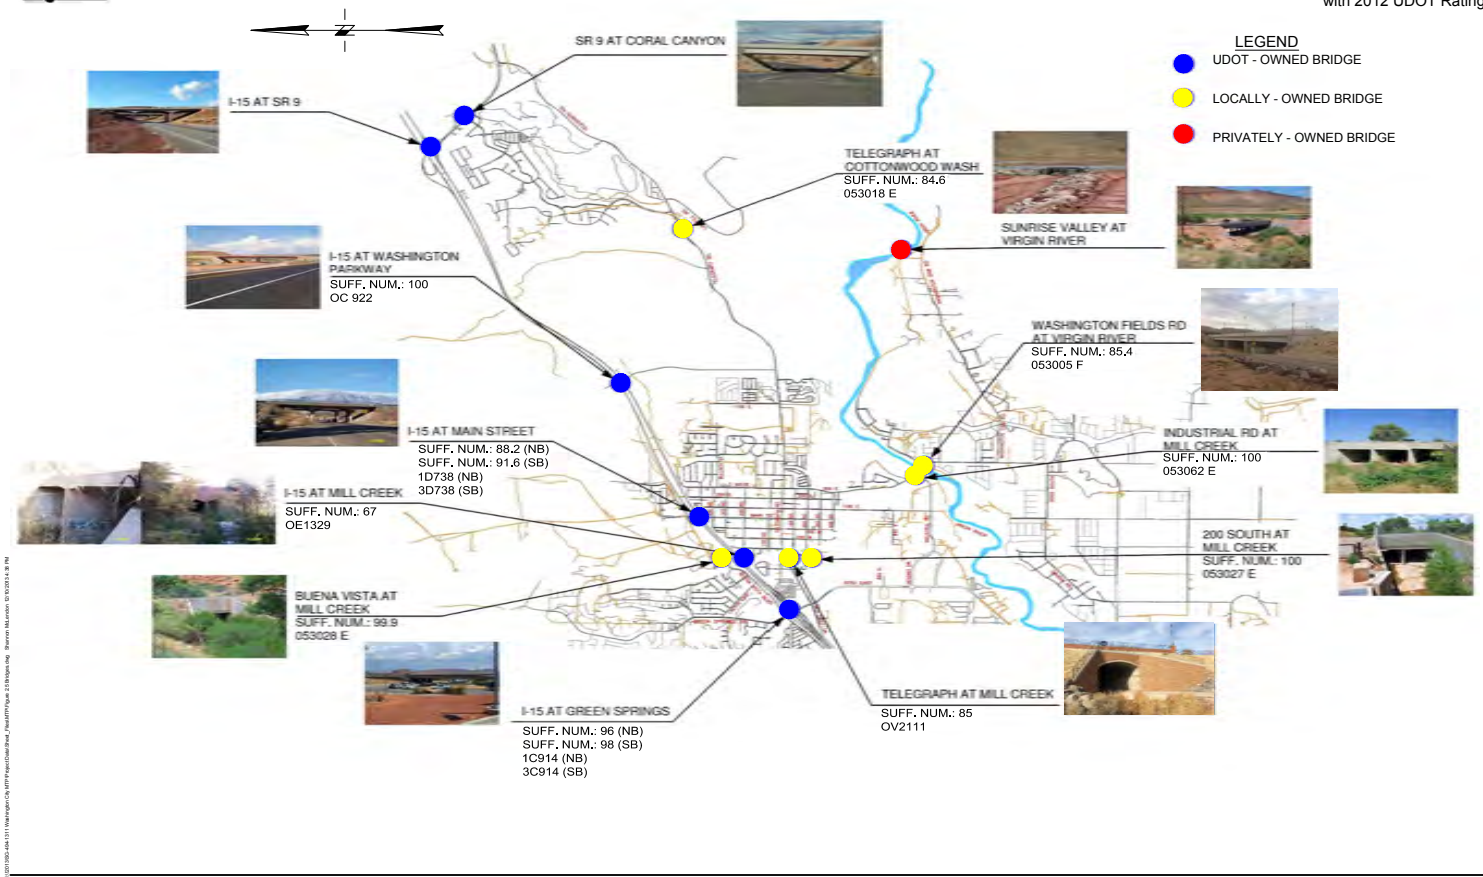 with 2012 UDOT Rating
LEGEND
UDOT - OWNED BRIDGE
LOCALLY - OWNED BRIDGE
PRIVATELY - OWNED BRIDGE
SR 9 AT CORAL CANYON
I-15 AT SR 9
TELEGRAPH AT
COTTONWOOD WASH
SUFF. NUM.: 84.6
053018 E
SUNRISE VALLEY AT
VIRGIN RIVER
I-15 AT WASHINGTON
PARKWAY
SUFF. NUM.: 100
OC 922
WASHINGTON FIELDS RD
AT VIRGIN RIVER
SUFF. NUM.: 85.4
053005 F
I-15 AT MAIN STREET
SUFF. NUM.: 88.2 (NB)
SUFF. NUM.: 91.6 (SB)
1D738 (NB)
3D738 (SB)
INDUSTRIAL RD AT
MILL CREEK
SUFF. NUM.: 100
053062 E
I-15 AT MILL CREEK
SUFF. NUM.: 67
OE1329
200 SOUTH AT
MILL CREEK
SUFF. NUM.: 100
053027 E
BUENA VISTA AT
MILL CREEK
SUFF. NUM.: 99.9
053028 E
TELEGRAPH AT MILL CREEK
SUFF. NUM.: 85
OV2111
I-15 AT GREEN SPRINGS
SUFF. NUM.: 96 (NB)
SUFF. NUM.: 98 (SB)
1C914 (NB)
3C914 (SB)